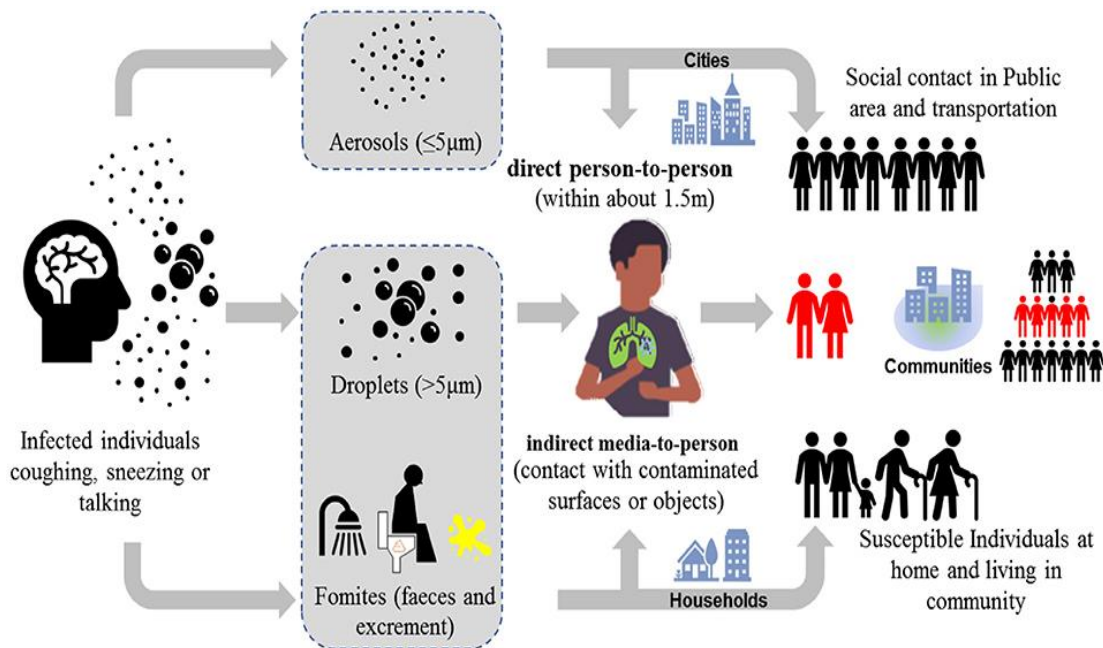 Aerosols (≤5μm)
Cities
Social contact in Public
area and transportation
direct person-to-person
(within about 1.5m)
Infected individuals
coughing, sneezing or
talking
Droplets (>5μm)
Communities
indirect media-to-person
(contact with contaminated
surfaces or objects)
Fomites (faeces and
excrement)
Households
Susceptible Individuals at
home and living in
community